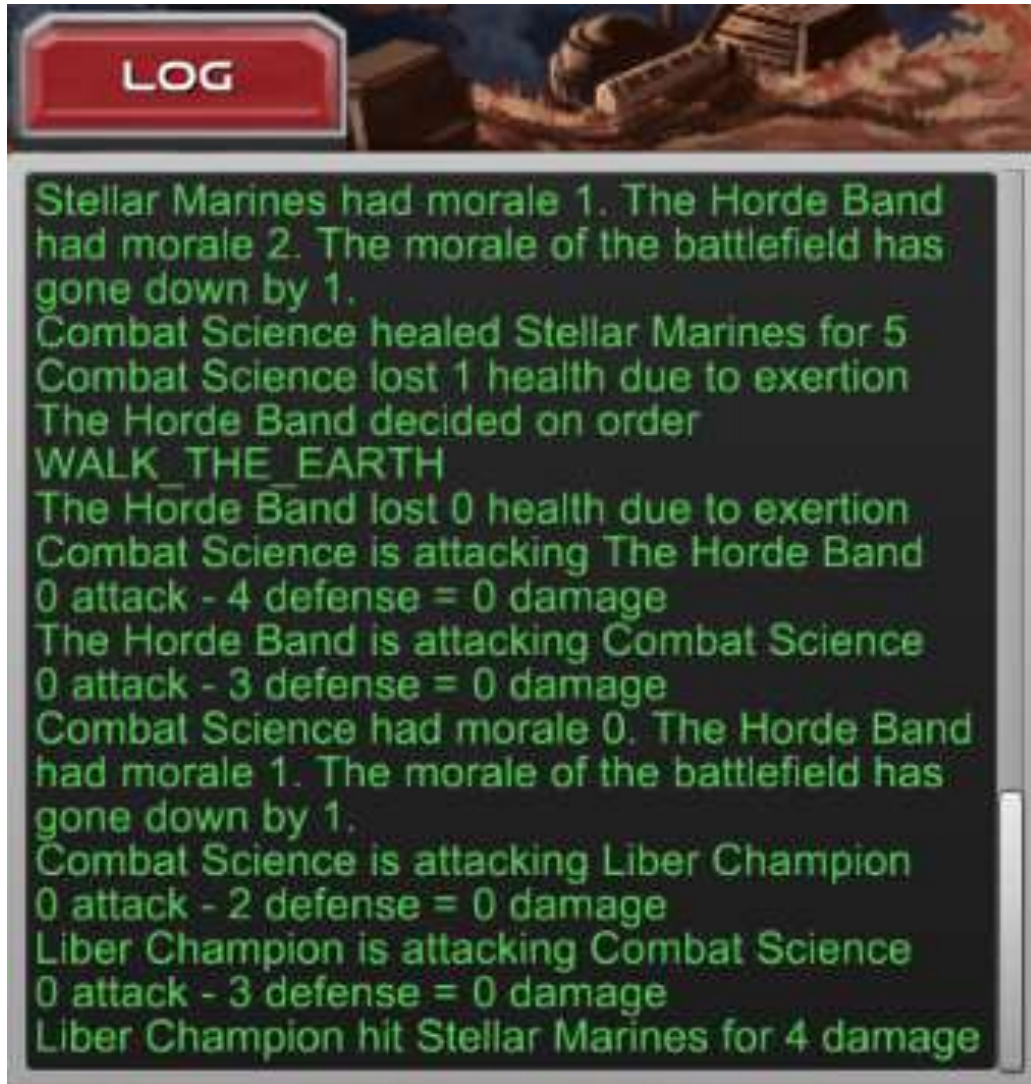 LOG
Stellar Marines had morale 1. The Horde Band
had morale 2. The morale of the battlefield has
gone down by 1.
Combat Science healed Stellar Marines for 5
Combat Science lost 1 health due to exertion
The Horde Band decided on order
WALK_THE_EARTH
The Horde Band lost 0 health due to exertion
Combat Science is attacking The Horde Band
0 attack - 4 defense = 0 damage
The Horde Band is attacking Combat Science
0 attack - 3 defense = 0 damage
Combat Science had morale 0. The Horde Band
had morale 1. The morale of the battlefield has
gone down by 1.
Combat Science is attacking Liber Champion
0 attack - 2 defense = 0 damage
Liber Champion is attacking Combat Science
0 attack - 3 defense = 0 damage
Liber Champion hit Stellar Marines for 4 damage